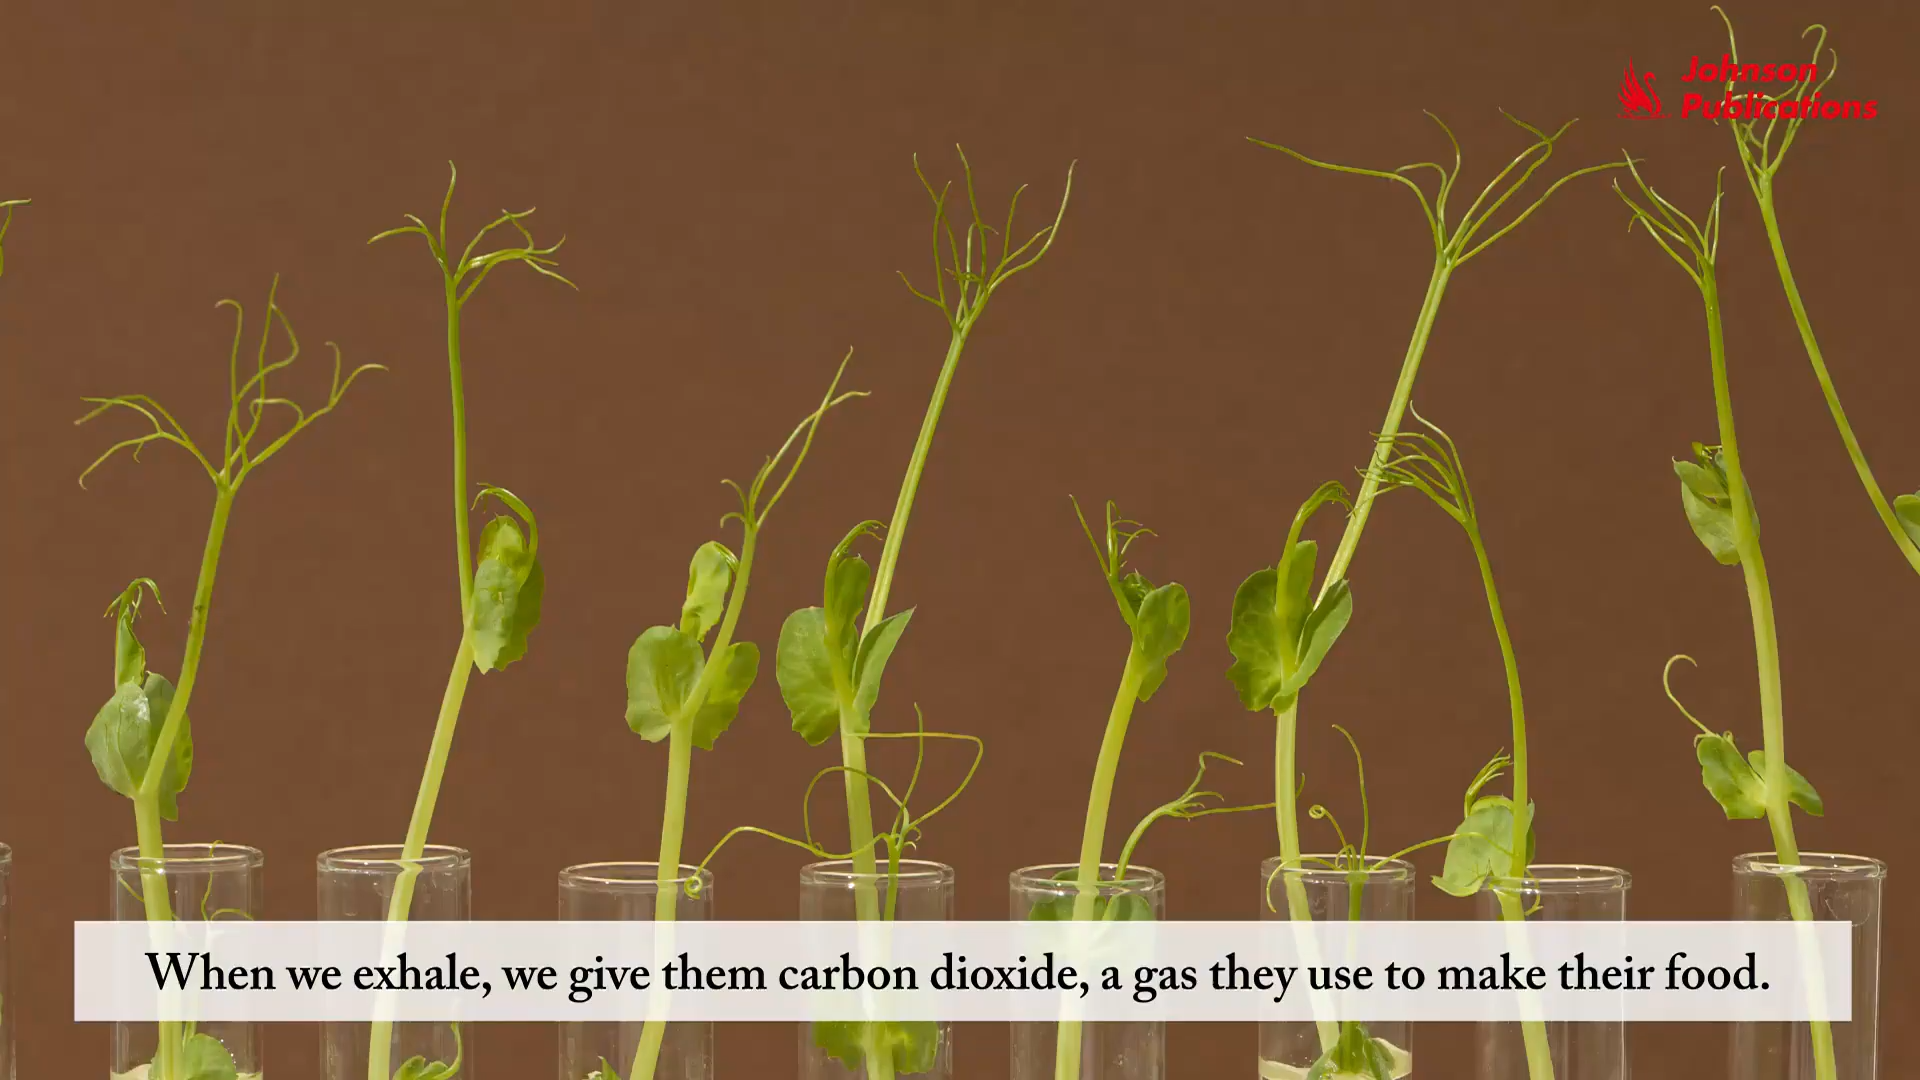 Johnson
Publications
When we exhale, we give them carbon dioxide, a gas they use to make their food.